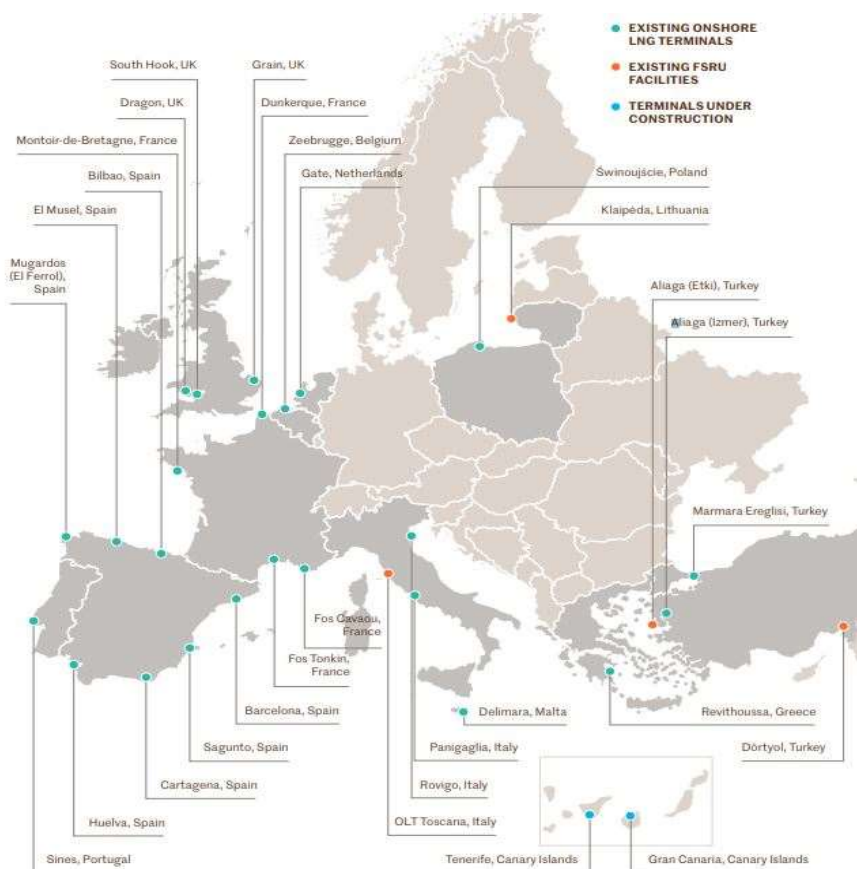 EXISTING ONSHORE
LNG TERMINALS
EXISTING FSRU
FACILITIES
TERMINALS UNDER
CONSTRUCTION
South Hook, UK
Grain, UK
Dragon, UK
Dunkerque, France
Montoir-de-Bretagne, France
Zeebrugge, Belgium
Bilbao, Spain
Gate, Netherlands
El Musel, Spain
Mugardos
(El Ferrol),
Spain
Świnoujście, Poland
Klaipėda, Lithuania
Aliaga (Etki), Turkey
Aliaga (Izmer), Turkey
Marmara Ereglisi, Turkey
Fos Cavaou,
France
Fos Tonkin,
France
Barcelona, Spain
Sagunto, Spain
Cartagena, Spain
Huelva, Spain
Sines, Portugal
Delimara, Malta
Panigaglia, Italy
Rovigo, Italy
OLT Toscana, Italy
Revithoussa, Greece
Dörtyol, Turkey
Tenerife, Canary Islands
Gran Canaria, Canary Islands